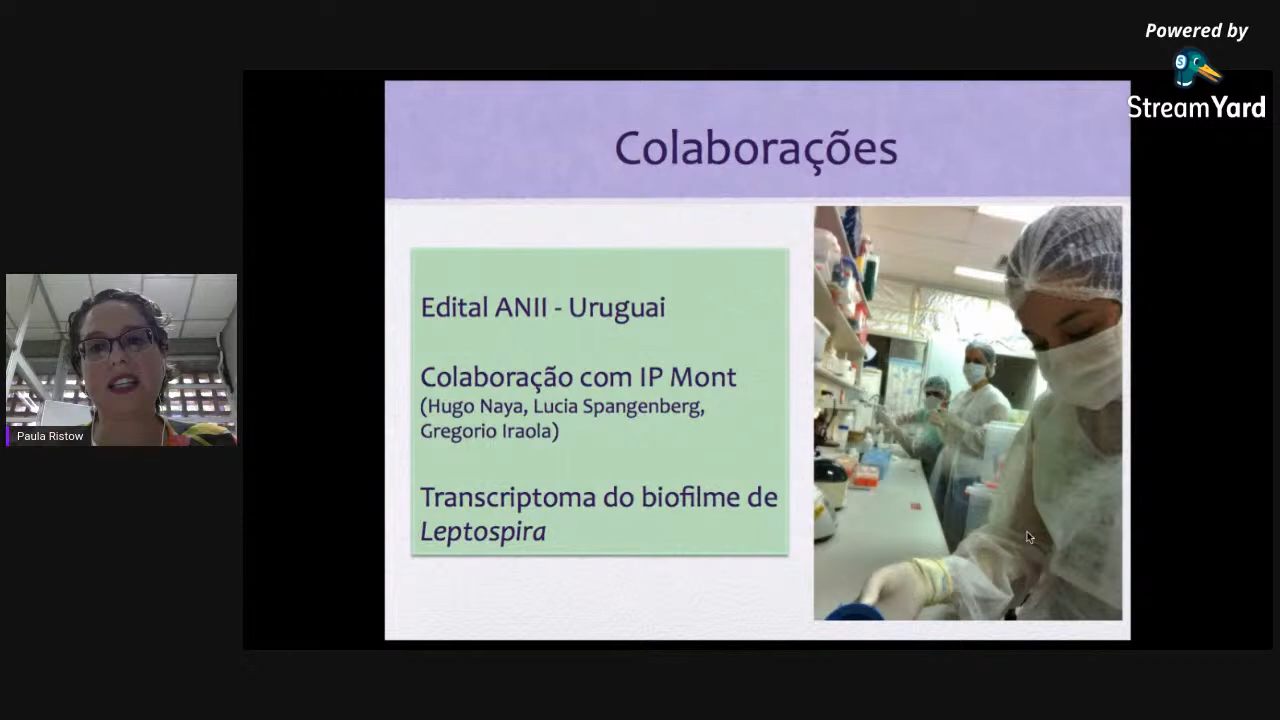 Powered by
StreamYard
Colaborações
Edital ANII - Uruguai
Colaboração com IP Mont
(Hugo Naya, Lucia Spangenberg,
Gregorio Iraola)
Transcriptoma do biofilme de
Leptospira
Paula Ristow